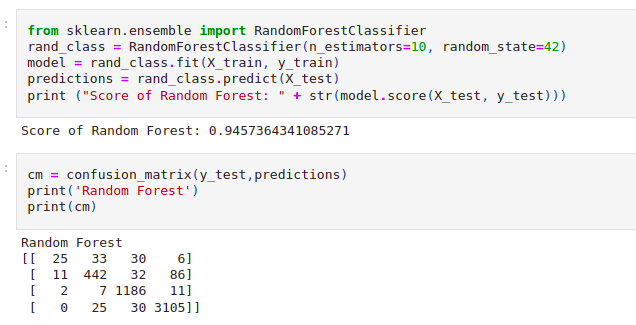 :
from sklearn.ensemble import RandomForestClassifier
rand_class = RandomForestClassifier(n_estimators=10, random_state=42)
model = rand_class.fit(X_train, y_train)
predictions = rand_class.predict(X_test)
print ("Score of Random Forest: " + str(model.score(X_test, y_test)))
Score of Random Forest: 0.9457364341085271
:
cm = confusion_matrix(y_test,predictions)
print('Random Forest')
print(cm)
Random Forest
[[  25   33   30    6]
 [  11  442   32   86]
 [   2    7 1186   11]
 [   0   25   30 3105]]